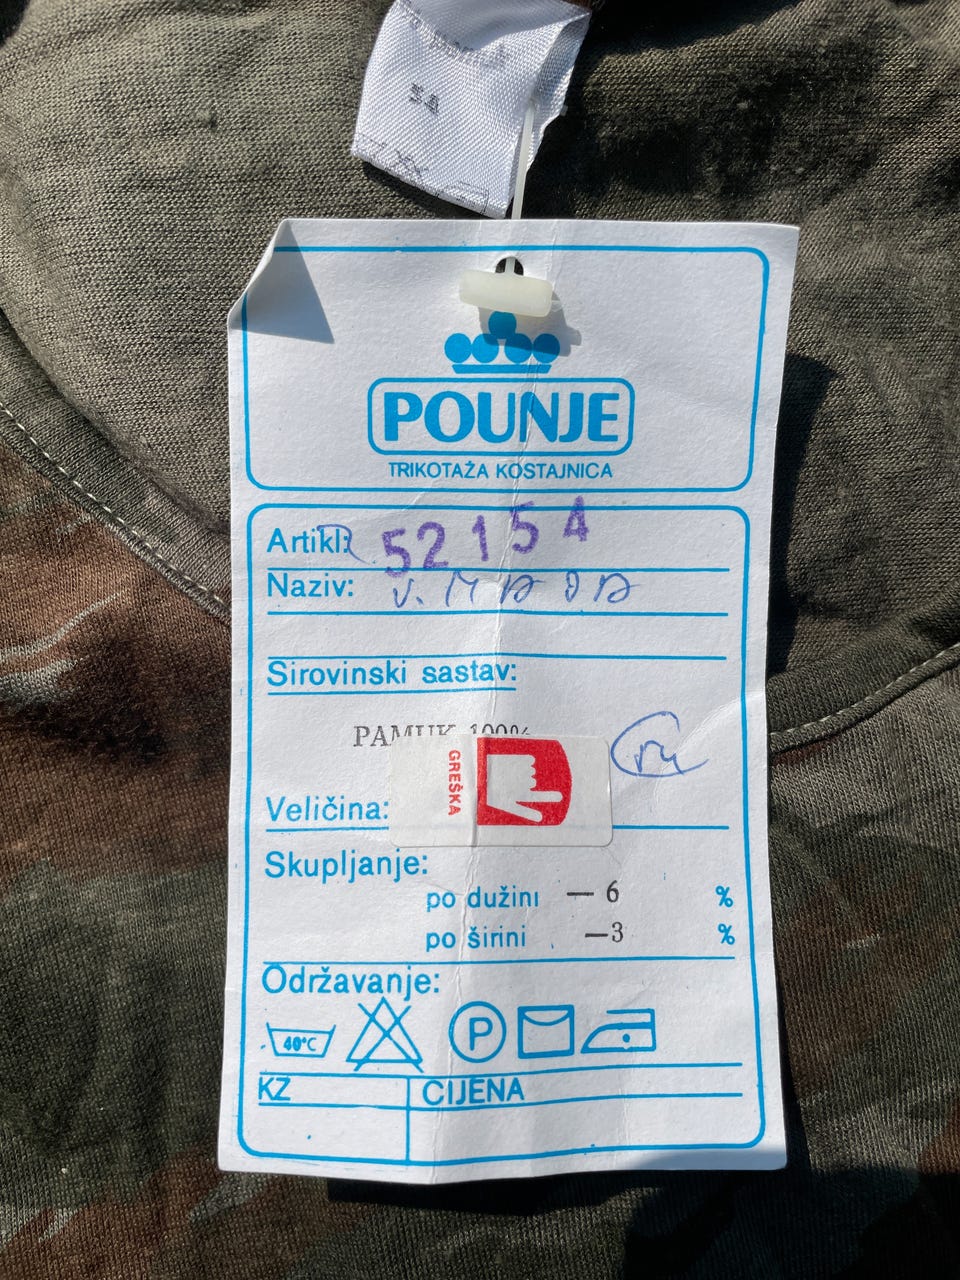 58
POUNJE
TRIKOTAŽA KOSTAJNICA
Artikl: 52154
Naziv:
Sirovinski sastav:
PAMUK 100%
GREŠKA
Veličina:
Skupljanje:
po dužini — 6 %
po širini —3 %
Održavanje:
40°C P
KZ CIJENA